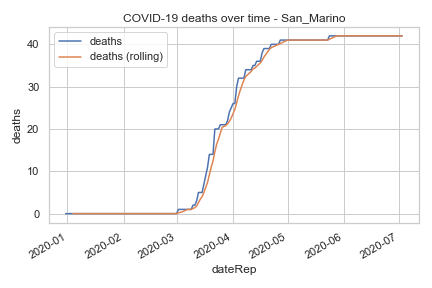 COVID-19 deaths over time - San_Marino
deaths
deaths (rolling)
deaths
40
30
20
10
0
2020-01
2020-02
2020-03
2020-04
2020-05
2020-06
2020-07
dateRep